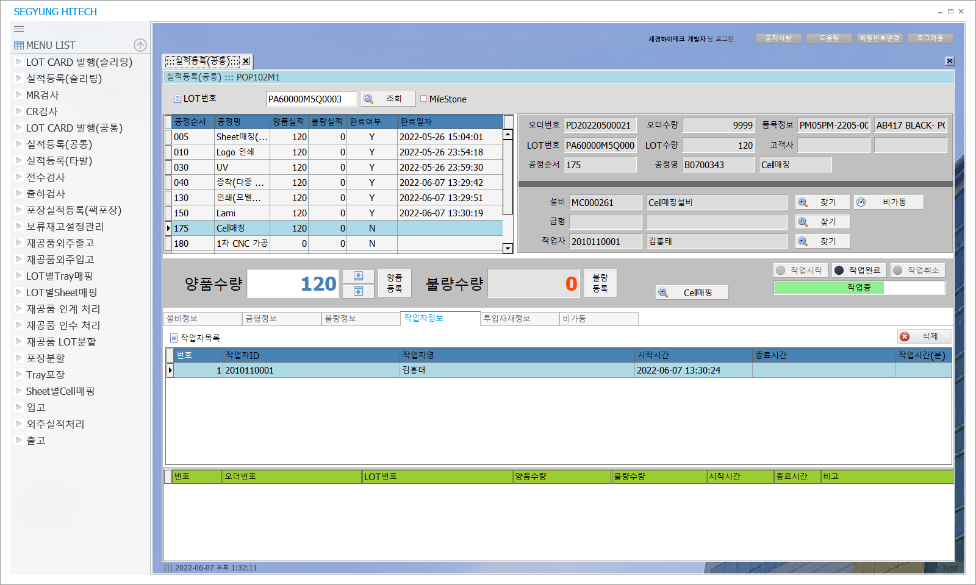 SEGYUNG HITECH
세경하이테크 개발자 님 로그인 공지사항 도움말 비밀번호변경 로그아웃
MENU LIST
LOT CARD 발행(슬리팅)
실적등록(슬리팅)
MR검사
CR검사
LOT CARD 발행(공통)
실적등록(공통)
실적등록(타발)
전수검사
출하검사
포장실적등록(팩포장)
보류재고설정관리
재공품외주출고
재공품외주입고
LOT별Tray매핑
LOT별Sheet매핑
재공품 인계 처리
재공품 인수 처리
재공품 LOT분할
포장분할
Tray포장
Sheet별Cell매핑
입고
외주실적처리
출고
:::실적등록(공통):::
실적등록(공통) ::: POP102M1
LOT번호 PA60000M5Q0003 조회 MileStone
공정순서 공정명 양품실적 불량실적 완료여부 완료일자
005 Sheet매핑(... 120 0 Y 2022-05-26 15:04:01
010 Logo 인쇄 120 0 Y 2022-05-26 23:54:18
030 UV 120 0 Y 2022-05-26 23:59:30
040 증착(다중 ... 120 0 Y 2022-06-07 13:29:42
130 인쇄(모델... 120 0 Y 2022-06-07 13:29:51
150 Lami 120 0 Y 2022-06-07 13:30:19
175 Cell매칭 120 0 N
180 1차 CNC 가공 0 0 N
오더번호 PD20220500021 오더수량 9999 품목정보 PM05PM-2205-00 AB417 BLACK- P(
LOT번호 PA60000M5Q000 LOT수량 120 고객사
공정순서 175 공정명 B0700343 Cell매칭
설비 MC000261 Cell매칭설비 찾기 비가동
금형 찾기
작업자 2010110001 김홍태 찾기
양품수량 120 양품등록 불량수량 0 불량등록 Cell매핑
작업시작 작업완료 작업취소
작업중
설비정보 금형정보 불량정보 작업자정보 투입자재정보 비가동
작업자목록 삭제
번호 작업자ID 작업자명 시작시간 종료시간 작업시간(분)
1 2010110001 김홍태 2022-06-07 13:30:24
번호 오더번호 LOT번호 양품수량 불량수량 시작시간 종료시간 비고
2022-06-07 오후 1:32:11